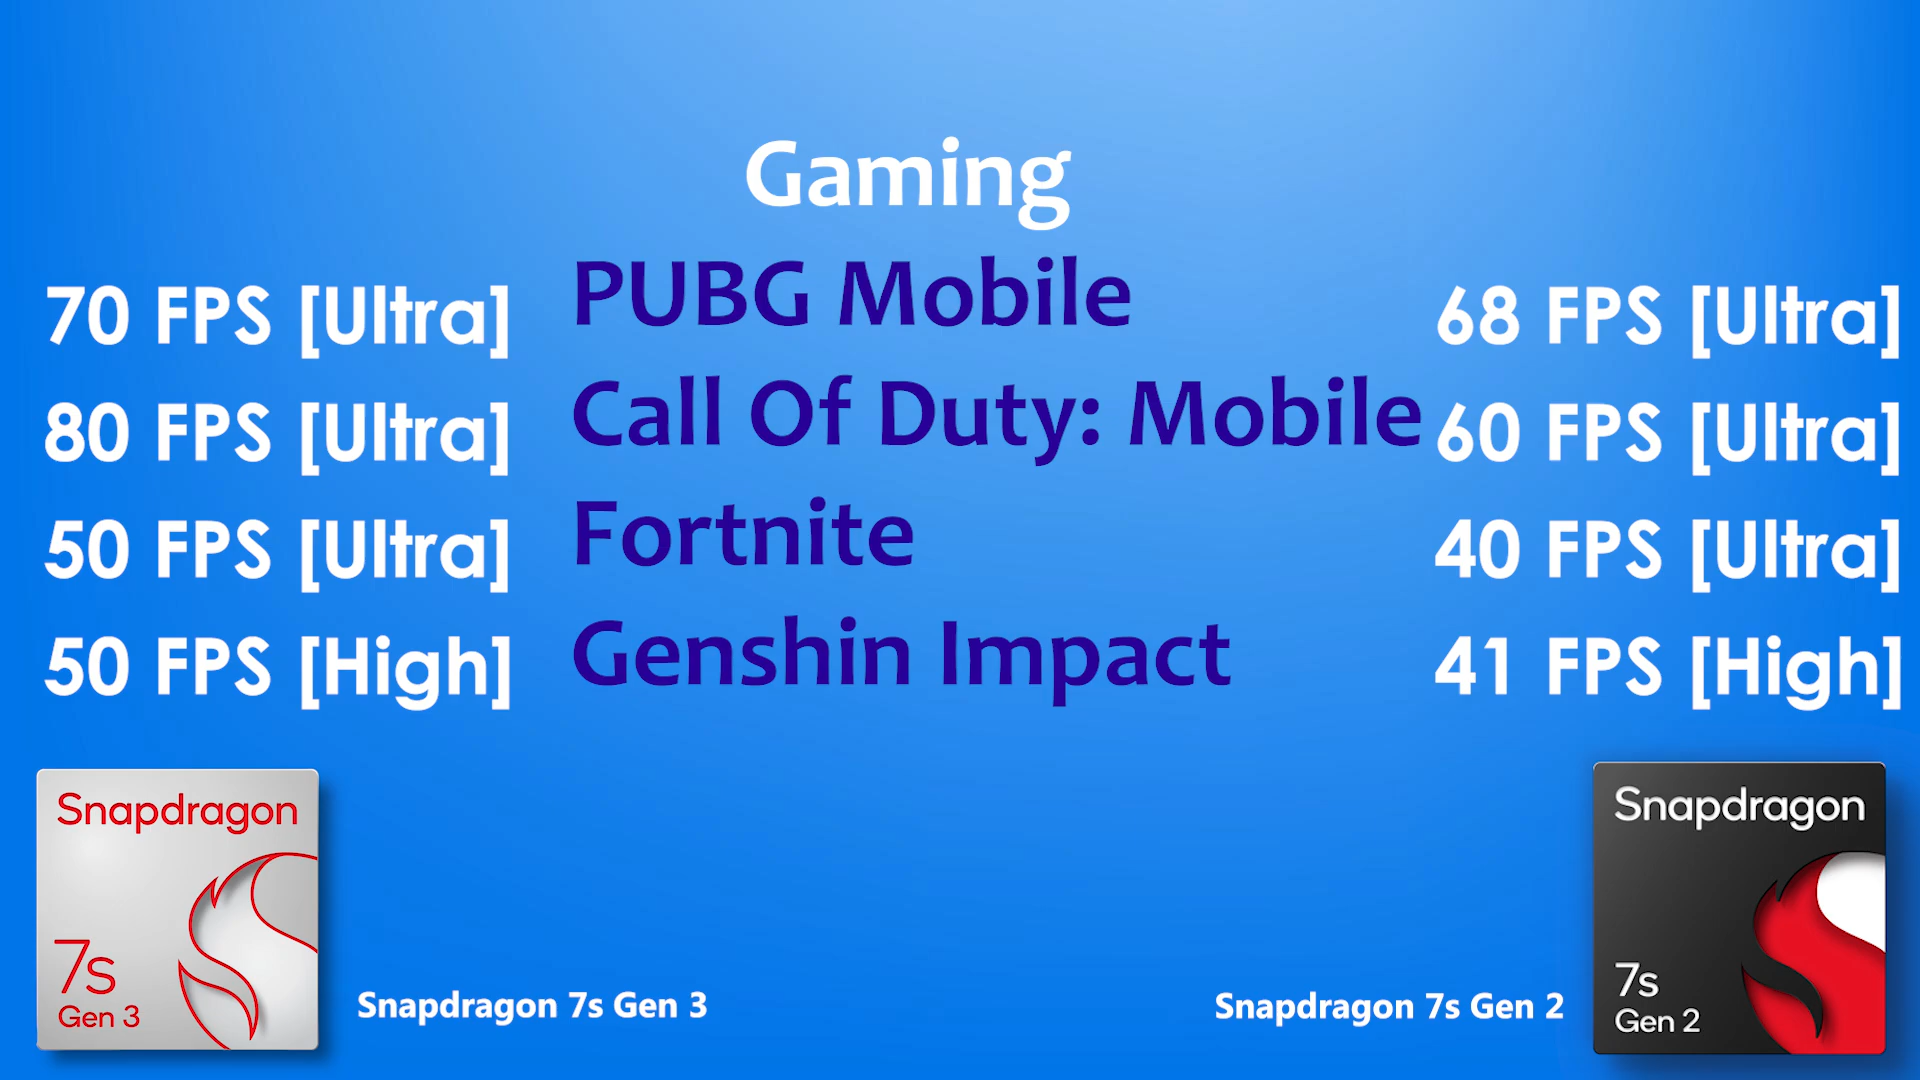 Gaming
70 FPS [Ultra] PUBG Mobile 68 FPS [Ultra]
80 FPS [Ultra] Call Of Duty: Mobile 60 FPS [Ultra]
50 FPS [Ultra] Fortnite 40 FPS [Ultra]
50 FPS [High] Genshin Impact 41 FPS [High]
Snapdragon
7s
Gen 3
Snapdragon 7s Gen 3
Snapdragon 7s Gen 2
Snapdragon
7s
Gen 2